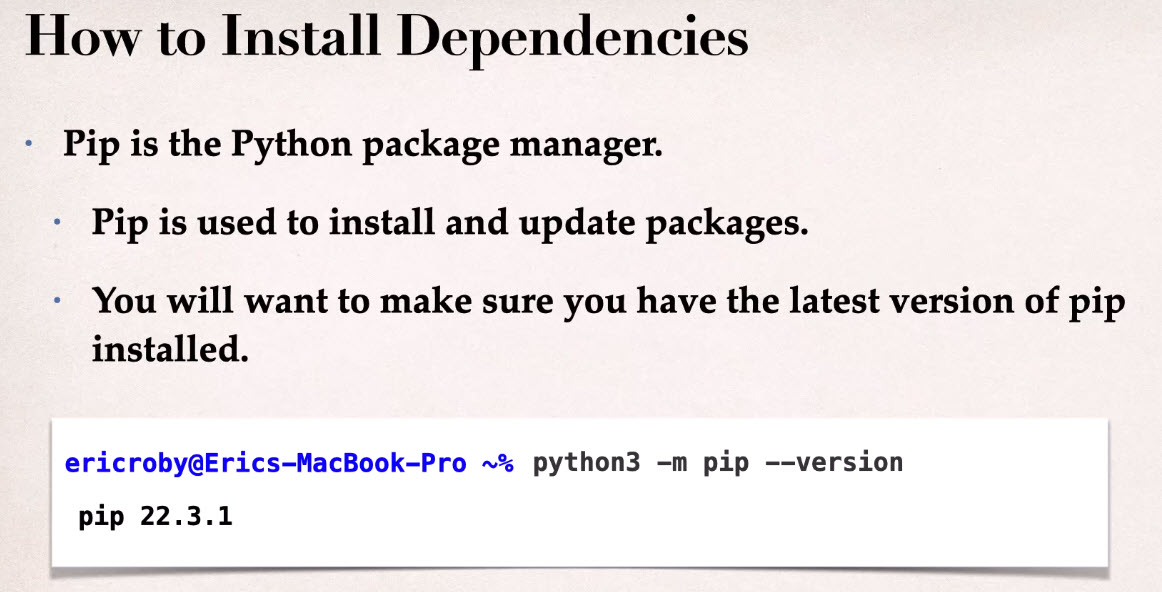 How to Install Dependencies
• Pip is the Python package manager.
• Pip is used to install and update packages.
• You will want to make sure you have the latest version of pip
installed.
ericroby@Erics-MacBook-Pro ~% python3 -m pip --version
pip 22.3.1